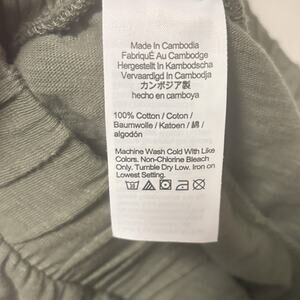 Made In Cambodia
FabriquÉ Au Cambodge
Hergestellt In Kambodscha
Vervaardigd In Cambodja
カンボジア製
hecho en camboya
100% Cotton / Coton /
Baumwolle / Katoen / 綿 /
algodón
Machine Wash Cold With Like
Colors. Non-Chlorine Bleach
Only. Tumble Dry Low. Iron on
Lowest Setting.